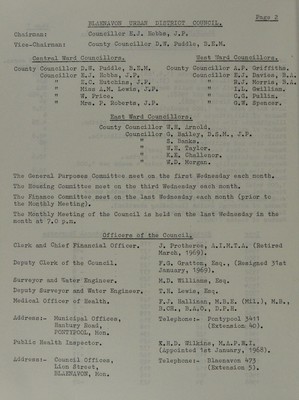 Page 2
BLAENAVON URBAN DISTRICT COUNCIL.
Chairman: Councillor E.J. Hobbs, J.P.
Vice-Chairman: County Councillor D.W. Puddle, B.E.M.
Central Ward Councillors. West Ward Councillors.
County Councillor D.W. Puddle, B.E.M. County Councillor A.P. Griffiths.
Councillor E.J. Hobbs, J.P. Councillor E.J. Davies, B.A.
" E.C. Hutchins, J.P. " R.J. Morris, B.A.
" Miss A.M. Lewis, J.P. " I.L. Gwilliam.
" W. Price. " C.G. Pullin.
" Mrs. P. Roberts, J.P. " G.W. Spencer.
East Ward Councillors.
County Councillor W.H. Arnold.
Councillor G. Bailey, D.S.M., J.P.
" S. Banks.
" H.E. Taylor.
" K.K. Challenor.
" W.D. Morgan.
The General Purposes Committee meet on the first Wednesday each month.
The Housing Committee meet on the third Wednesday each month.
The Finance Committee meet on the last Wednesday each month (prior to
the Monthly Meeting).
The Monthly Meeting of the Council is held on the last Wednesday in the
month at 7.0 p.m.
Officers of the Council.
Clerk and Chief Financial Officer. J. Protheroe, A.I.M.T.A. (Retired
March, 1969).
Deputy Clerk of the Council. F.H. Gratton, Esq., (Resigned 31st
January, 1969).
Surveyor and Water Engineer. M.D. Williams, Esq.
Deputy Surveyor and Water Engineer. T.H. Lewis, Esq.
Medical Officer of Health. F.J. Hallinan, M.B.E. (Mil.), M.B.,
B.CH., B.A.O., D.P.H.
Address:- Municipal Offices, Telephone:- Pontypool 3411
Hanbury Road, (Extension 40).
PONTYPOOL, Mon.
Public Health Inspector. K.H.D. Wilkins, M.A.P.H.I.
(Appointed 1st January, 1968).
Address:- Council Offices, Telephone:- Blaenavon 473
Lion Street, (Extension 5).
BLAENAVON, Mon.